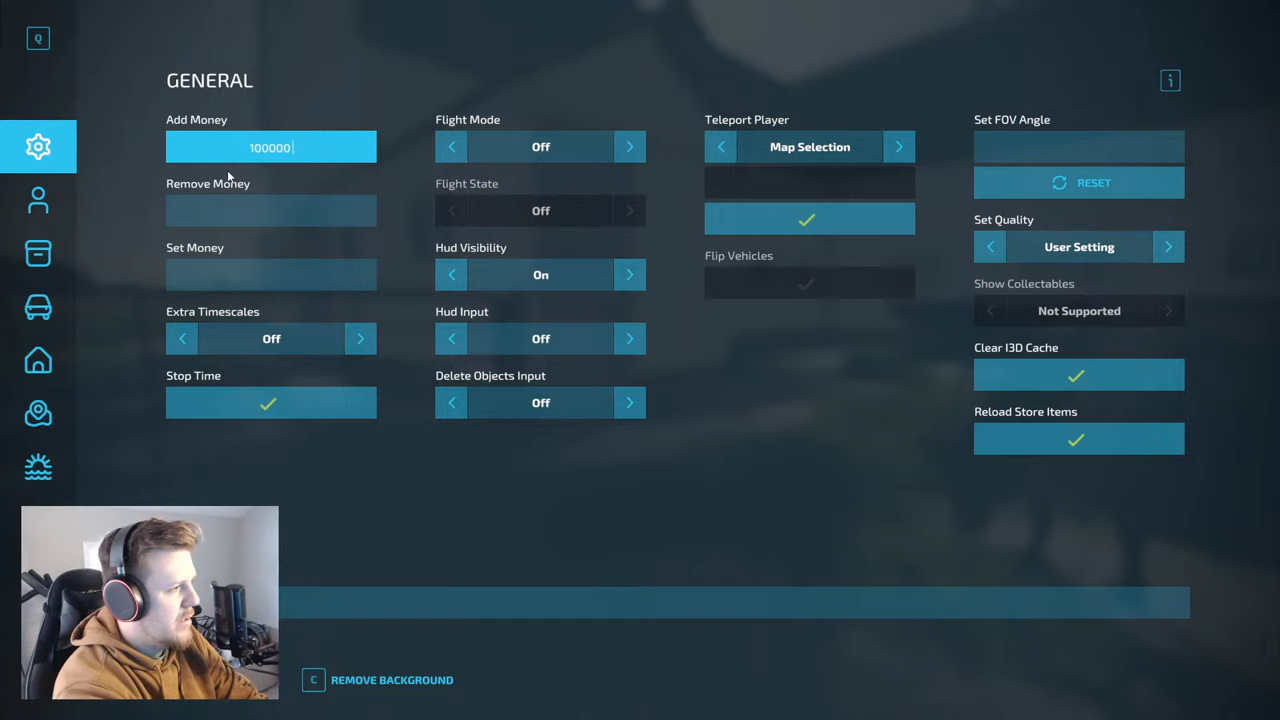 Q
GENERAL
i
Add Money
100000
Remove Money
Set Money
Extra Timescales
Off
Stop Time
Flight Mode
Off
Flight State
Off
Hud Visibility
On
Hud Input
Off
Delete Objects Input
Off
Teleport Player
Map Selection
Flip Vehicles
Set FOV Angle
RESET
Set Quality
User Setting
Show Collectables
Not Supported
Clear I3D Cache
Reload Store Items
C REMOVE BACKGROUND